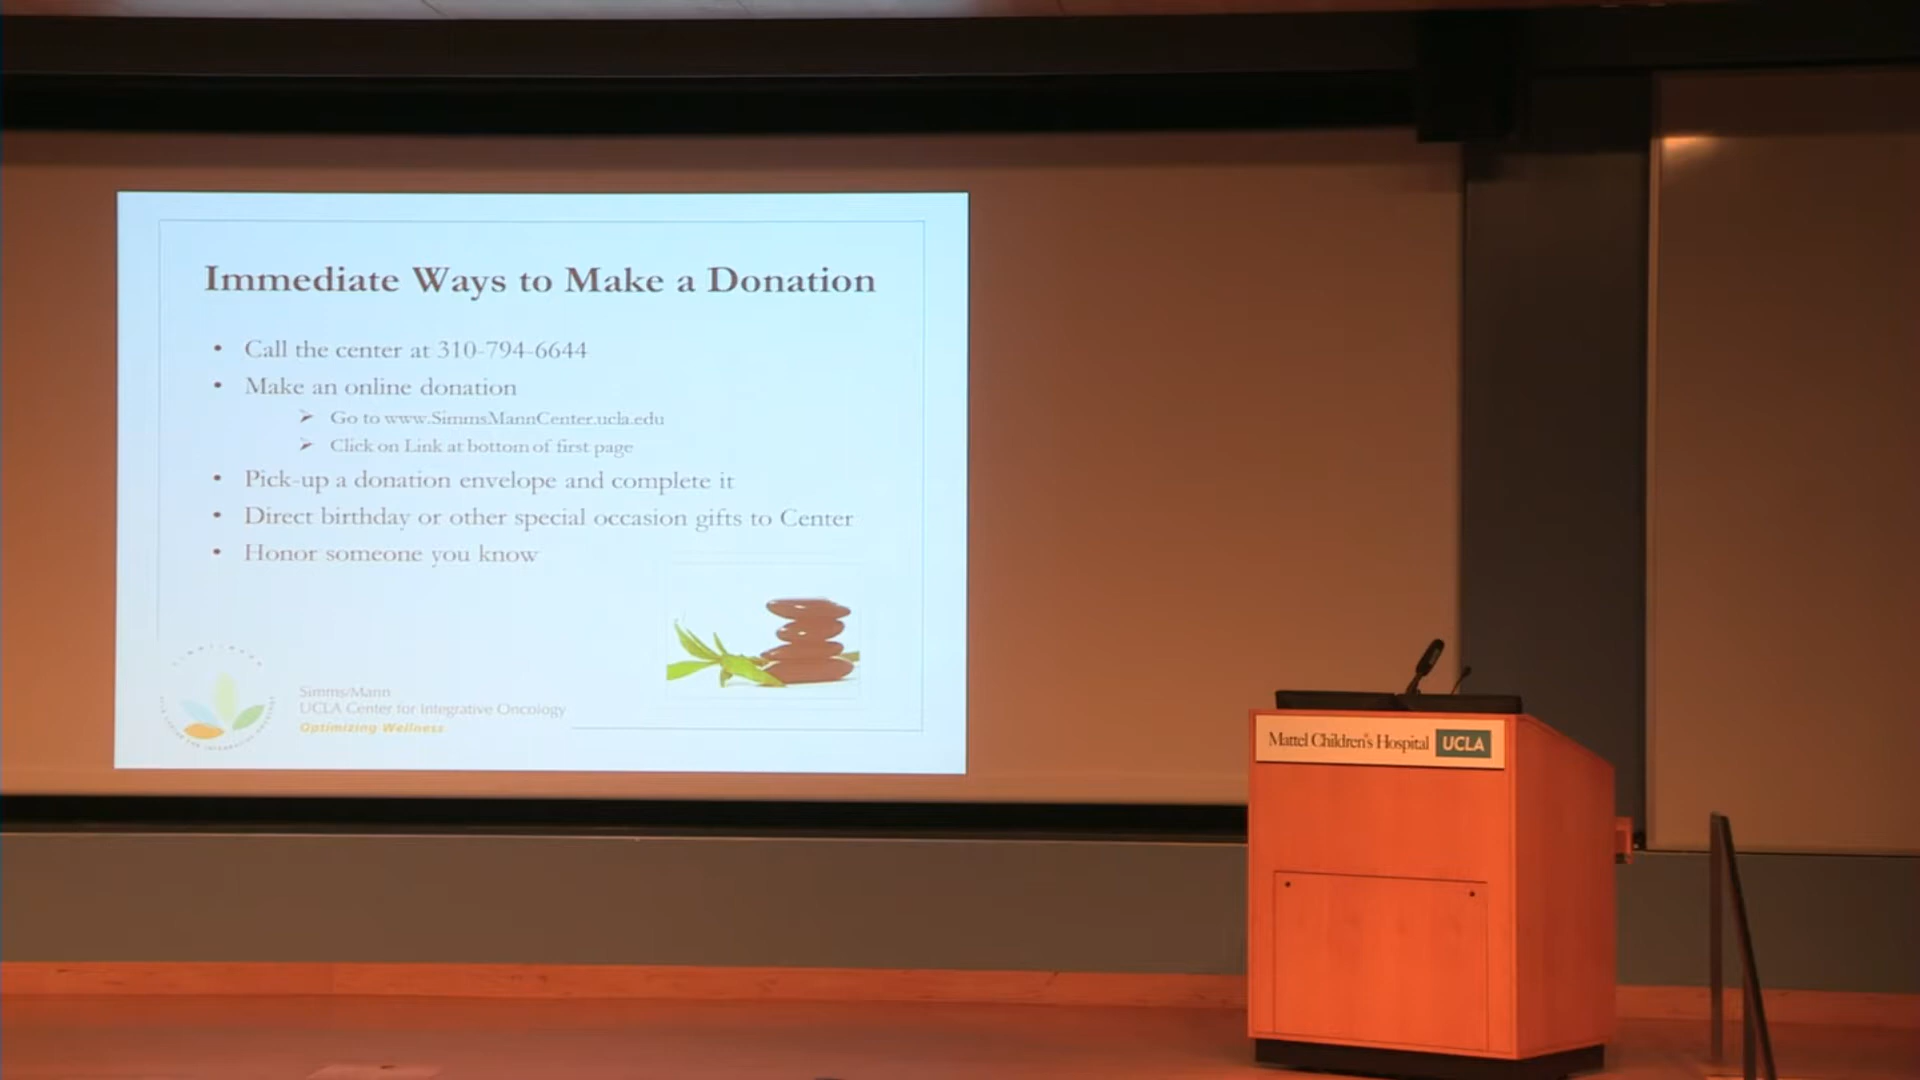 Immediate Ways to Make a Donation
• Call the center at 310-794-6644
• Make an online donation
➢ Go to www.SimmsMannCenter.ucla.edu
➢ Click on Link at bottom of first page
• Pick-up a donation envelope and complete it
• Direct birthday or other special occasion gifts to Center
• Honor someone you know
Simms/Mann
UCLA Center for Integrative Oncology
Optimizing Wellness
Mattel Children's Hospital UCLA